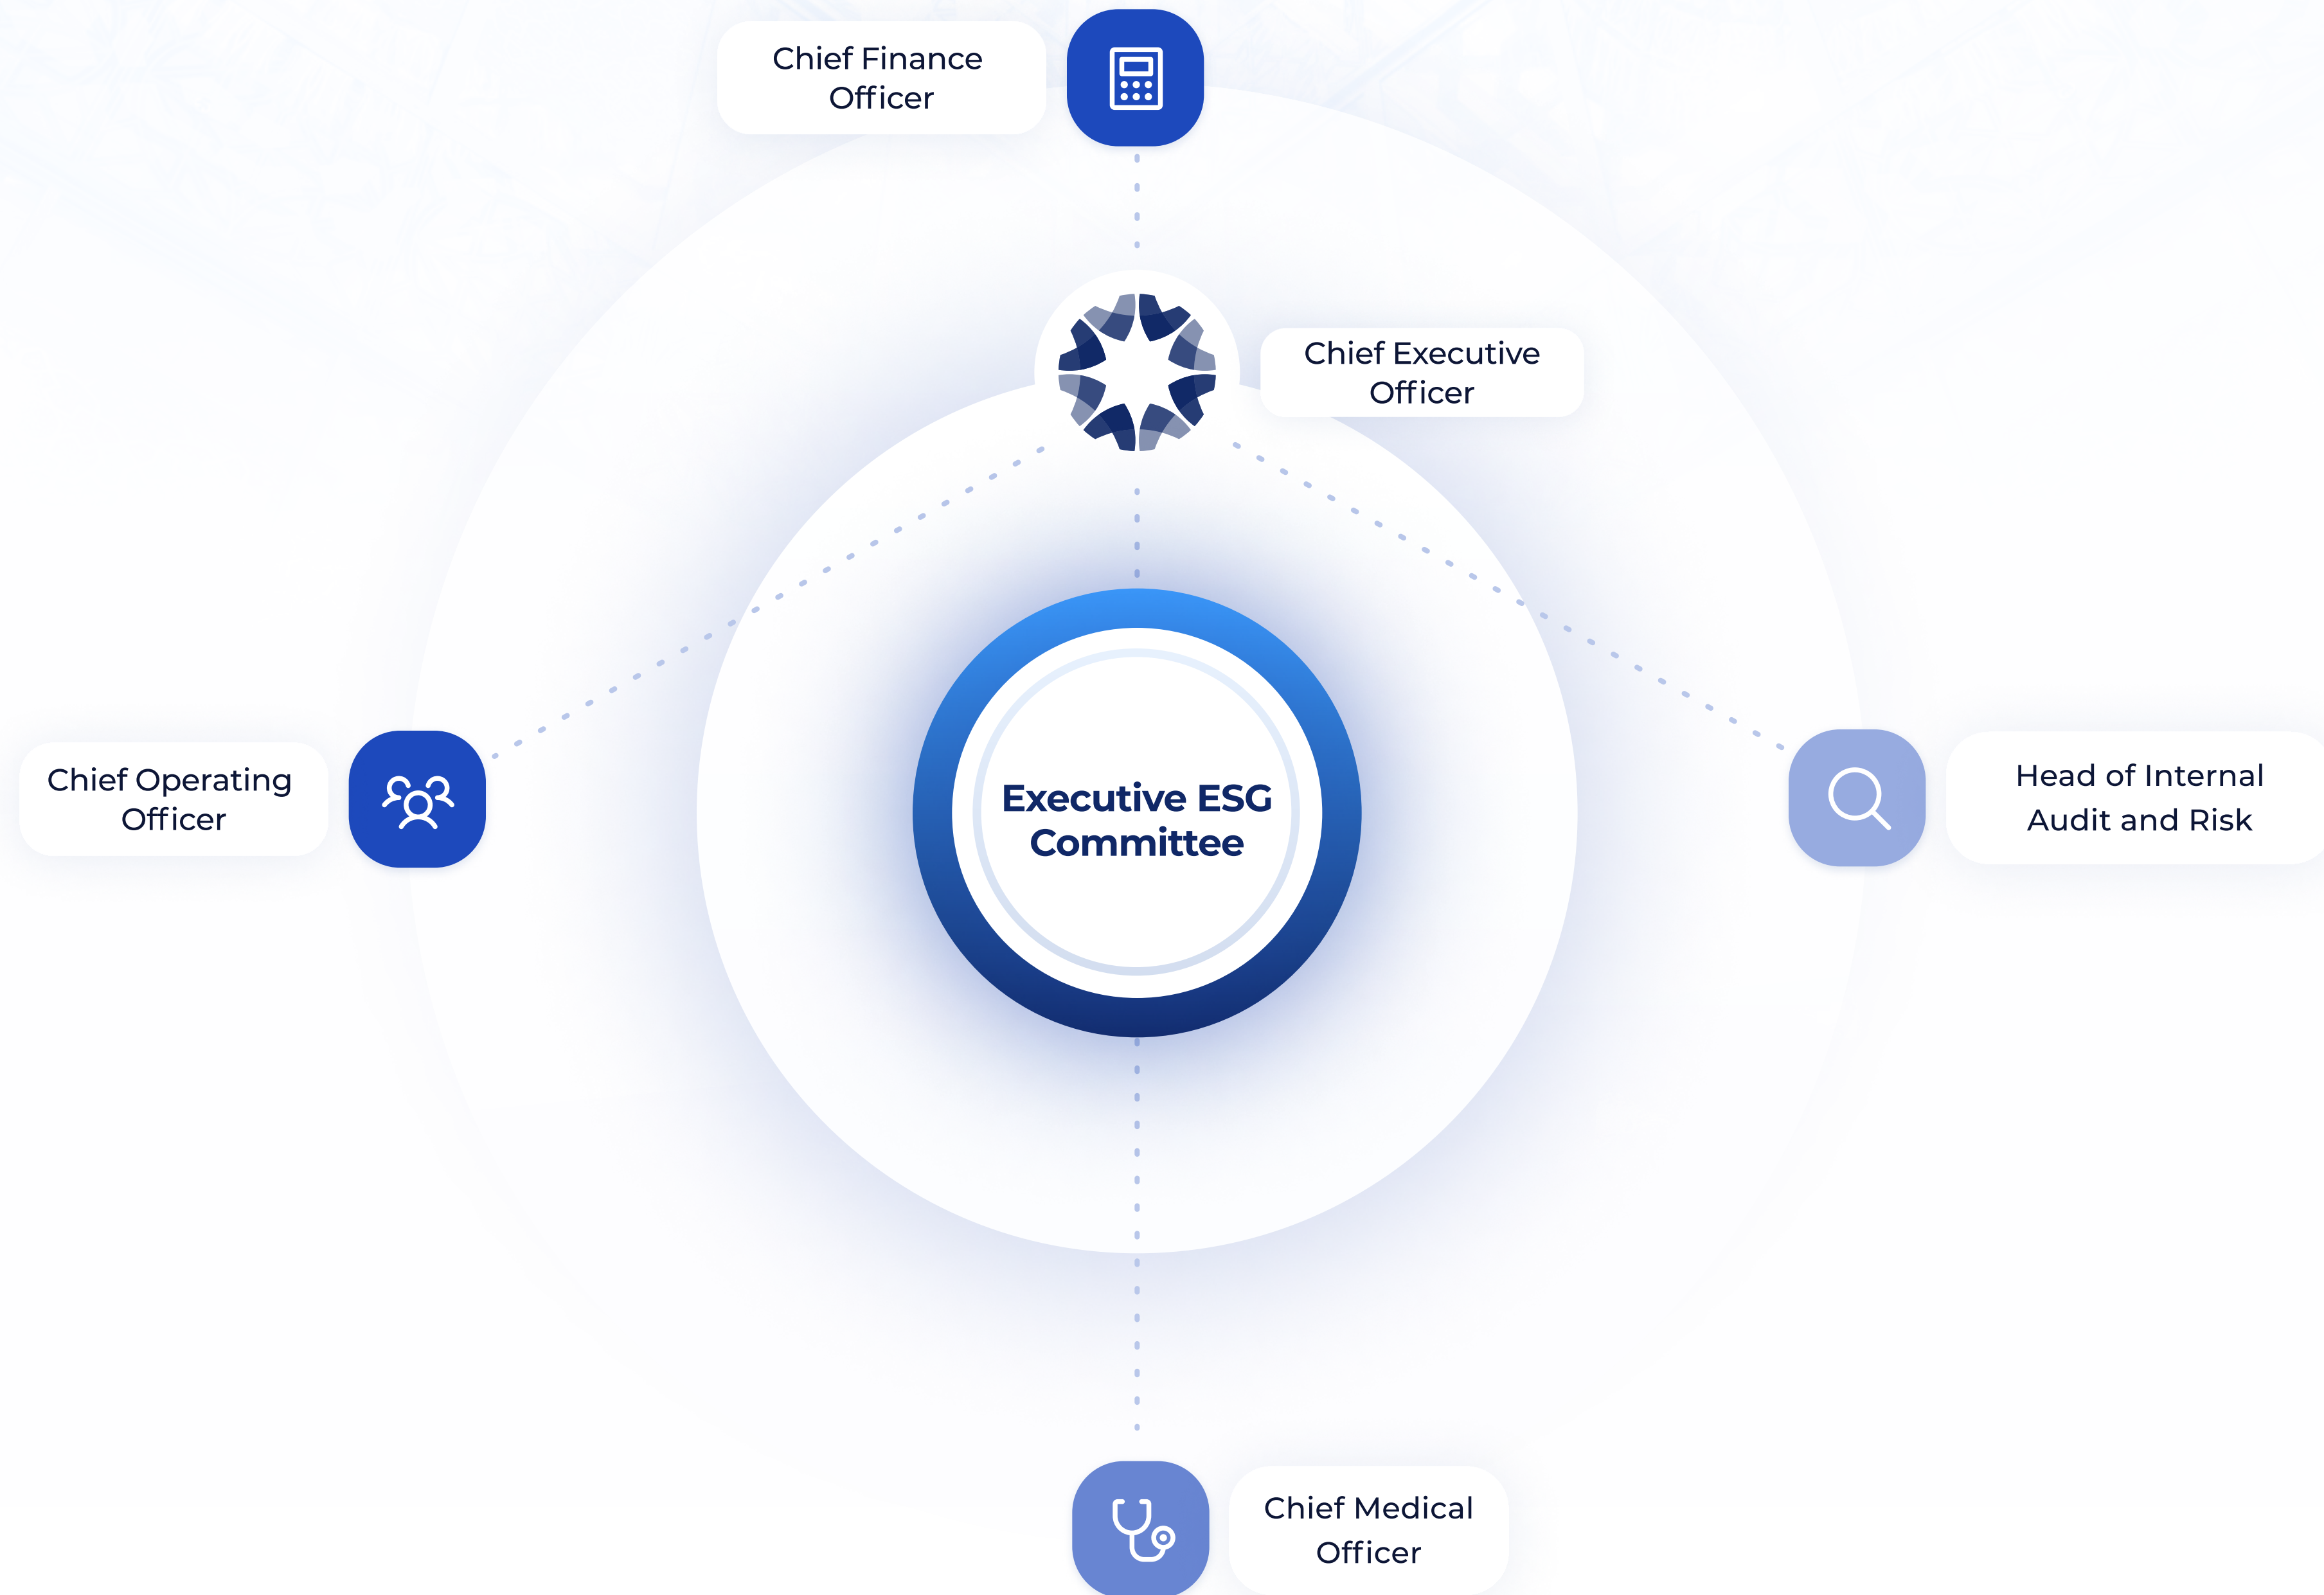 Chief Finance
Officer
Chief Executive
Officer
Chief Operating
Officer
Executive ESG
Committee
Head of Internal
Audit and Risk
Chief Medical
Officer